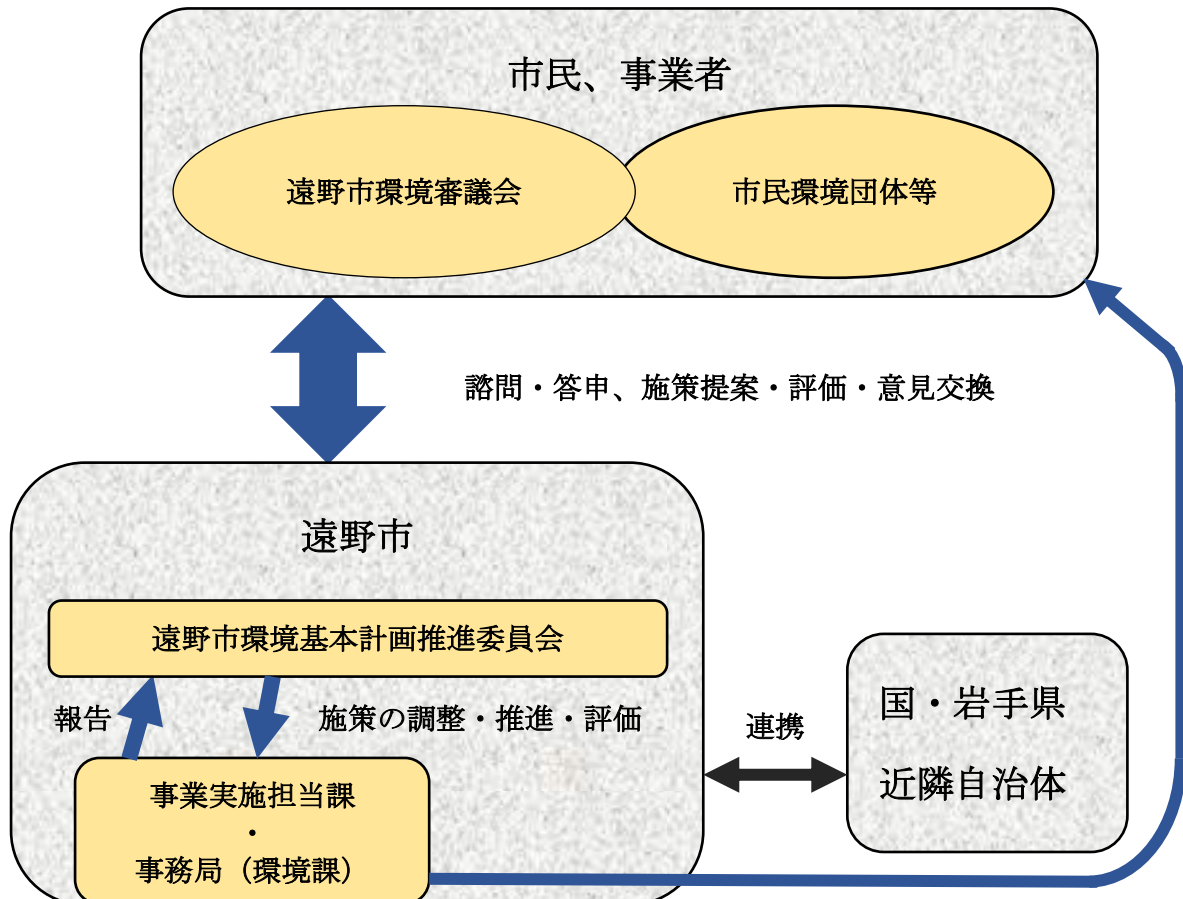 市民、事業者
遠野市環境審議会
市民環境団体等
諮問・答申、施策提案・評価・意見交換
遠野市
遠野市環境基本計画推進委員会
報告
施策の調整・推進・評価
事業実施担当課
・
事務局（環境課）
連携
国・岩手県
近隣自治体